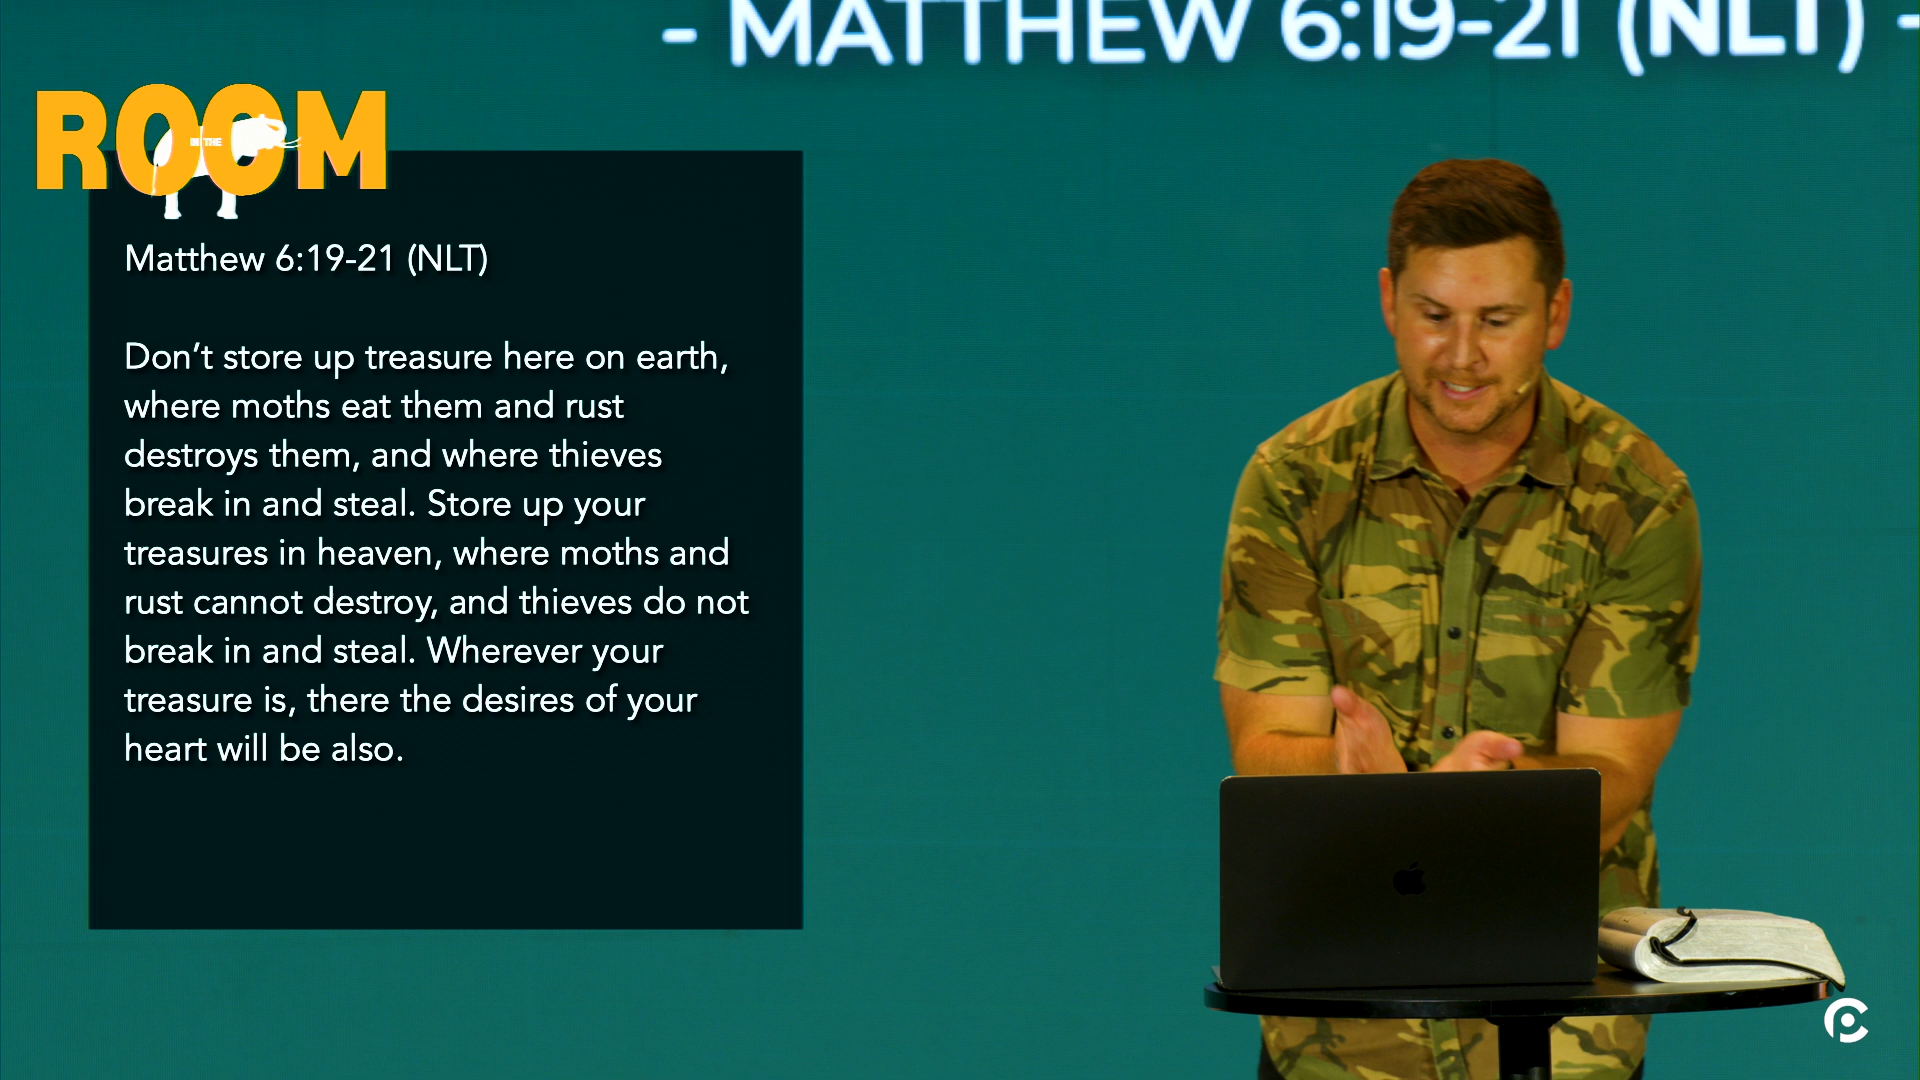 - MATTHEW 6:19-21 (NLT) -
ROOM
IN THE
Matthew 6:19-21 (NLT)
Don’t store up treasure here on earth,
where moths eat them and rust
destroys them, and where thieves
break in and steal. Store up your
treasures in heaven, where moths and
rust cannot destroy, and thieves do not
break in and steal. Wherever your
treasure is, there the desires of your
heart will be also.